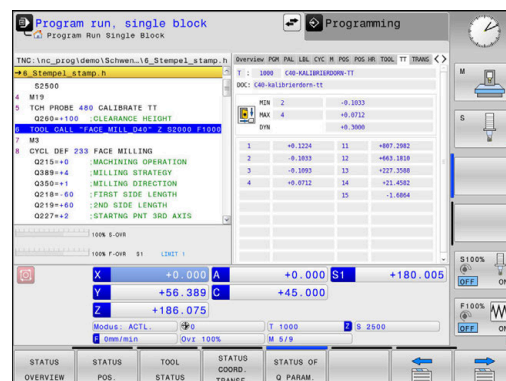 Program run, single block
Program Run Single Block
Programming
TNC:\nc_prog\demo\Schwen...\6_Stempel_stamp.h
→6_Stempel_stamp.h
S2500
4 M19
5 TCH PROBE 480 CALIBRATE TT
Q260=+100 ;CLEARANCE HEIGHT
6 TOOL CALL "FACE_MILL_D40" Z S2000 F1000
7 M3
8 CYCL DEF 233 FACE MILLING
Q215=+0 ;MACHINING OPERATION
Q389=+4 ;MILLING STRATEGY
Q350=+1 ;MILLING DIRECTION
Q218=-60 ;FIRST SIDE LENGTH
Q219=+60 ;2ND SIDE LENGTH
Q227=+2 ;STARTNG PNT 3RD AXIS
100% S-OVR
100% F-OVR S1 LIMIT 1
Overview PGM PAL LBL CYC M POS POS HR TOOL TT TRANS
T : 1000 C40-KALIBRIERDORN-TT
DOC: C40-kalibrierdorn-tt
MIN 2 -0.1033
MAX 4 +0.0712
DYN +0.3000
1 +0.1224 11 +807.2982
2 -0.1033 12 +663.1818
3 -0.1093 13 +227.3508
4 +0.0712 14 +21.4582
15 -1.6864
X +0.000 A +0.000 S1 +180.005
Y +56.389 C +45.000
Z +186.075
Modus: ACTL. 0 T 1000 Z S 2500
F 0mm/min Ovr 100% M 5/9
STATUS OVERVIEW
STATUS POS.
TOOL STATUS
STATUS COORD. TRANSF.
STATUS OF Q PARAM.
M
S
S100%
OFF ON
F100%
OFF ON